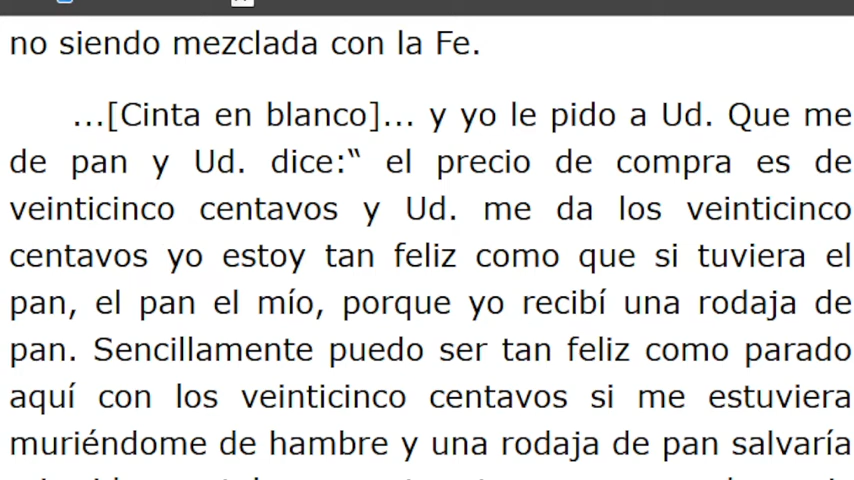 no siendo mezclada con la Fe.
...[Cinta en blanco]... y yo le pido a Ud. Que me
de pan y Ud. dice:“ el precio de compra es de
veinticinco centavos y Ud. me da los veinticinco
centavos yo estoy tan feliz como que si tuviera el
pan, el pan el mío, porque yo recibí una rodaja de
pan. Sencillamente puedo ser tan feliz como parado
aquí con los veinticinco centavos si me estuviera
muriéndome de hambre y una rodaja de pan salvaría